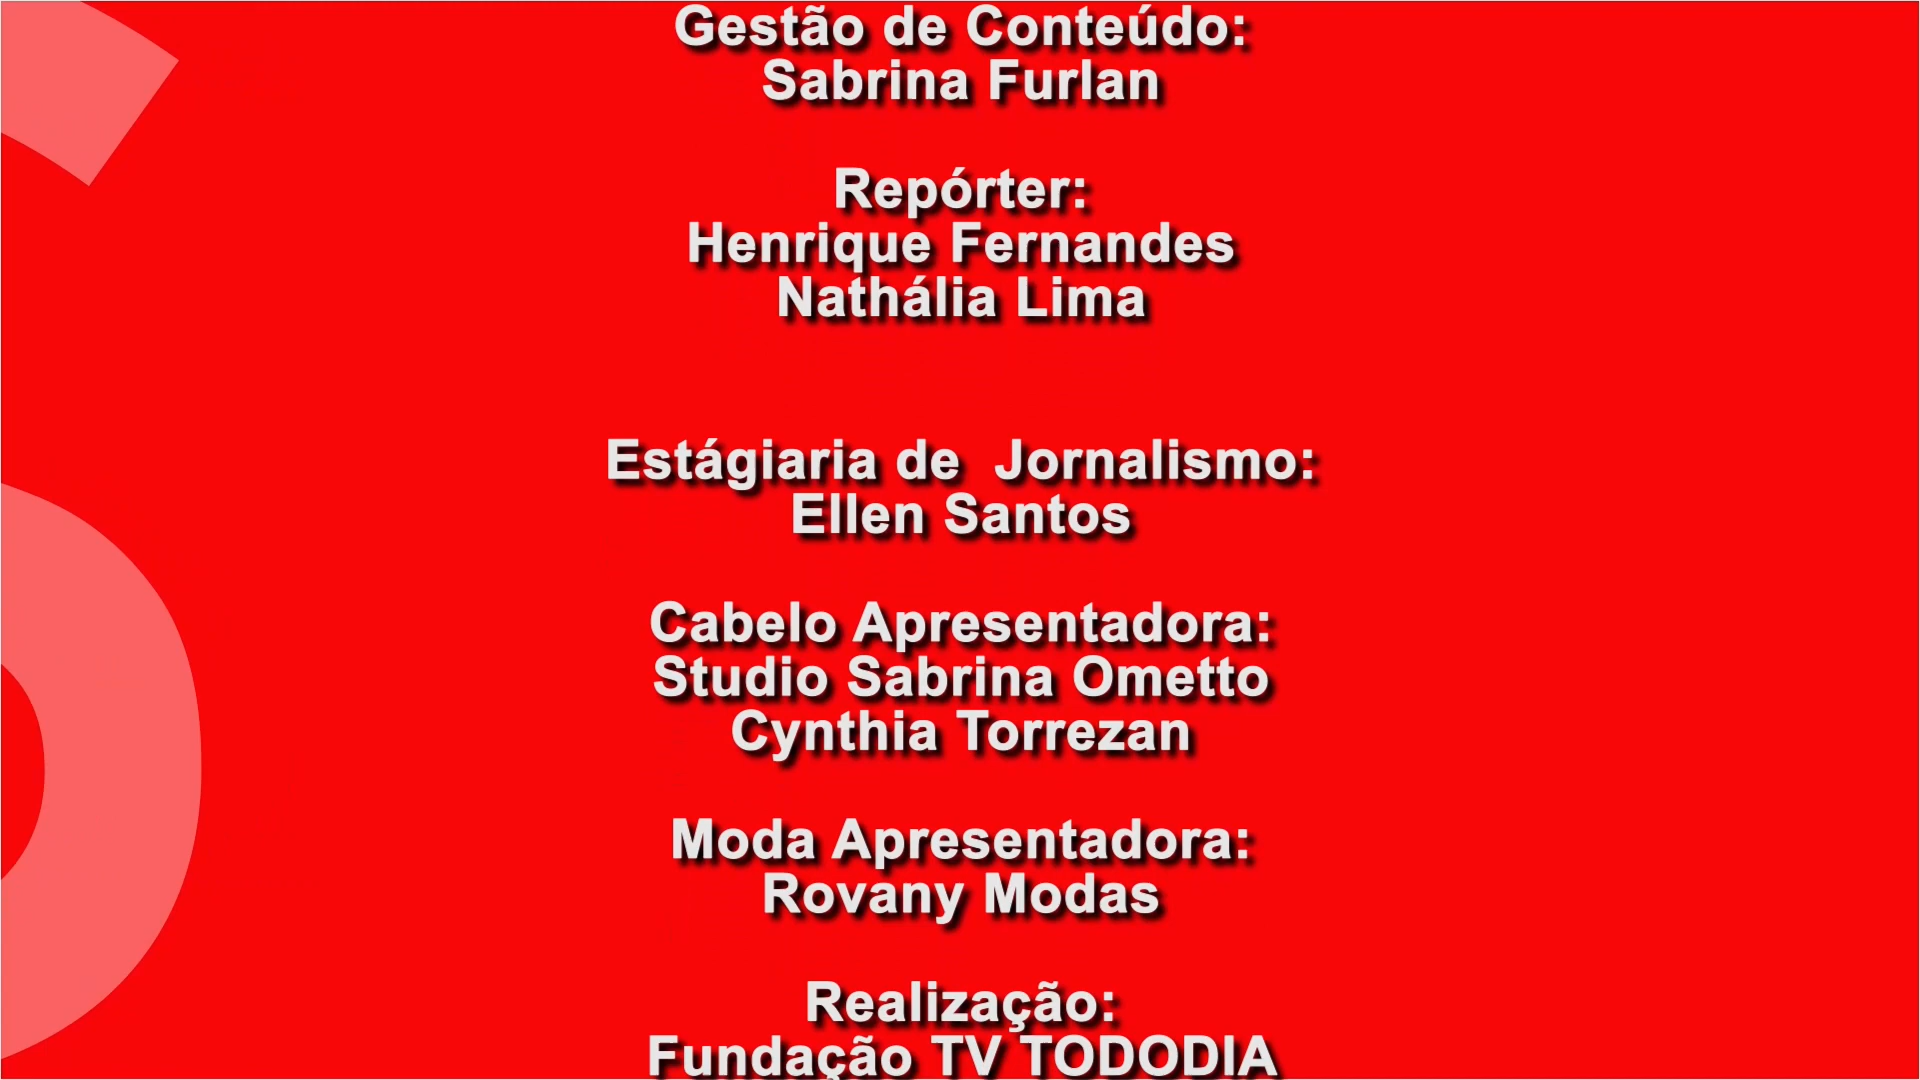 Gestão de Conteúdo:
Sabrina Furlan
Repórter:
Henrique Fernandes
Nathália Lima
Estágiaria de  Jornalismo:
Ellen Santos
Cabelo Apresentadora:
Studio Sabrina Ometto
Cynthia Torrezan
Moda Apresentadora:
Rovany Modas
Realização:
Fundação TV TODODIA